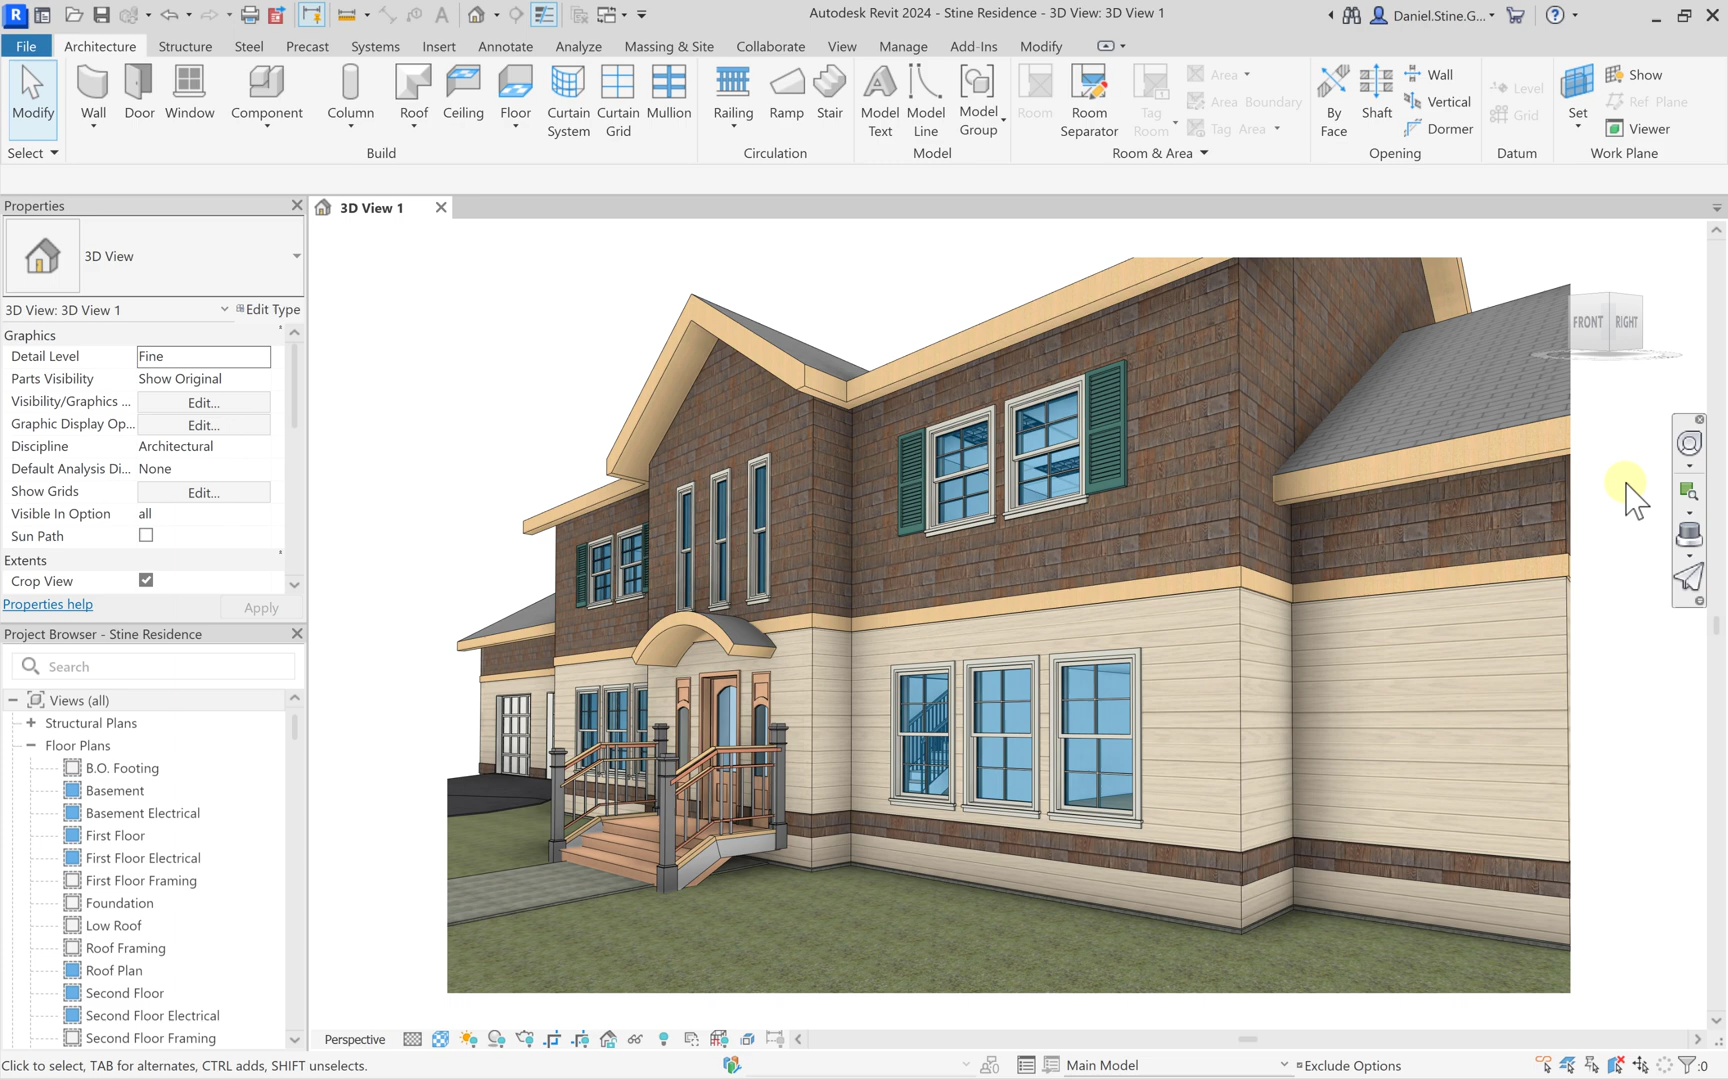 Autodesk Revit 2024 - Stine Residence - 3D View: 3D View 1
Daniel.Stine.G...
File Architecture Structure Steel Precast Systems Insert Annotate Analyze Massing & Site Collaborate View Manage Add-Ins Modify
Modify
Wall
Door
Window
Component
Column
Roof
Ceiling
Floor
Curtain System
Curtain Grid
Mullion
Railing
Ramp
Stair
Model Text
Model Line
Model Group
Room
Room Separator
Tag Room
Area
Area Boundary
Tag Area
By Face
Shaft
Wall
Vertical
Dormer
Level
Grid
Set
Show
Ref Plane
Viewer
Select
Build
Circulation
Model
Room & Area
Opening
Datum
Work Plane
Properties
3D View
3D View: 3D View 1
Edit Type
Graphics
Detail Level Fine
Parts Visibility Show Original
Visibility/Graphics ... Edit...
Graphic Display Op... Edit...
Discipline Architectural
Default Analysis Di... None
Show Grids Edit...
Visible In Option all
Sun Path
Extents
Crop View
Properties help
Apply
Project Browser - Stine Residence
Search
Views (all)
Structural Plans
Floor Plans
B.O. Footing
Basement
Basement Electrical
First Floor
First Floor Electrical
First Floor Framing
Foundation
Low Roof
Roof Framing
Roof Plan
Second Floor
Second Floor Electrical
Second Floor Framing
3D View 1
FRONT RIGHT
Perspective
Click to select, TAB for alternates, CTRL adds, SHIFT unselects.
Main Model
Exclude Options
:0